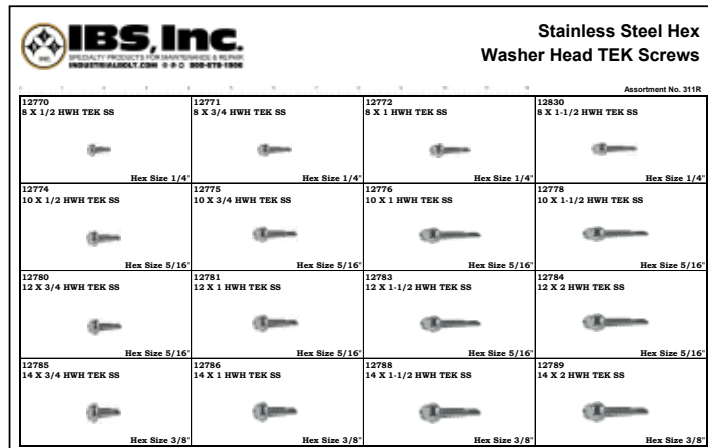 IBS, Inc.
SPECIALTY PRODUCTS FOR MAINTENANCE & REPAIR
INDUSTRIALBOLT.COM 800-878-1906
Stainless Steel Hex
Washer Head TEK Screws
Assortment No. 311R
12770
8 X 1/2 HWH TEK SS
Hex Size 1/4"
12771
8 X 3/4 HWH TEK SS
Hex Size 1/4"
12772
8 X 1 HWH TEK SS
Hex Size 1/4"
12830
8 X 1-1/2 HWH TEK SS
Hex Size 1/4"
12774
10 X 1/2 HWH TEK SS
Hex Size 5/16"
12775
10 X 3/4 HWH TEK SS
Hex Size 5/16"
12776
10 X 1 HWH TEK SS
Hex Size 5/16"
12778
10 X 1-1/2 HWH TEK SS
Hex Size 5/16"
12780
12 X 3/4 HWH TEK SS
Hex Size 5/16"
12781
12 X 1 HWH TEK SS
Hex Size 5/16"
12783
12 X 1-1/2 HWH TEK SS
Hex Size 5/16"
12784
12 X 2 HWH TEK SS
Hex Size 5/16"
12785
14 X 3/4 HWH TEK SS
Hex Size 3/8"
12786
14 X 1 HWH TEK SS
Hex Size 3/8"
12788
14 X 1-1/2 HWH TEK SS
Hex Size 3/8"
12789
14 X 2 HWH TEK SS
Hex Size 3/8"